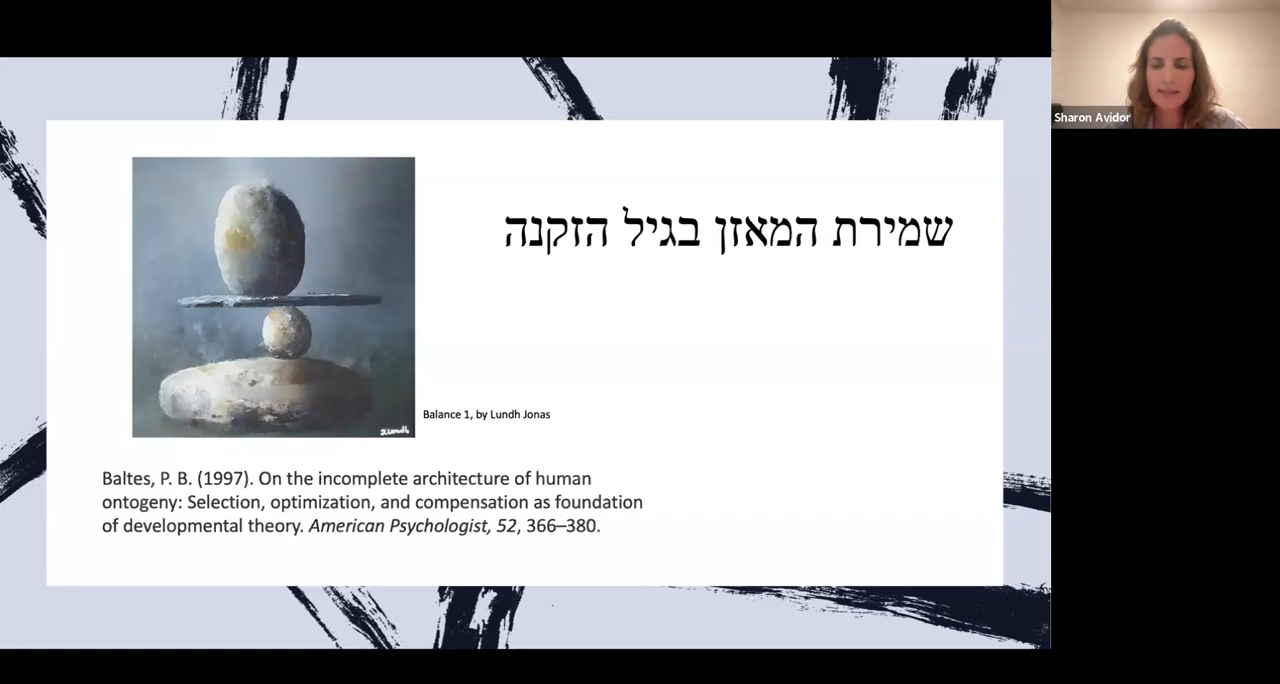 Sharon Avidor
שמירת המאזן בגיל הזקנה
Balance 1, by Lundh Jonas
Baltes, P. B. (1997). On the incomplete architecture of human
ontogeny: Selection, optimization, and compensation as foundation
of developmental theory. American Psychologist, 52, 366–380.